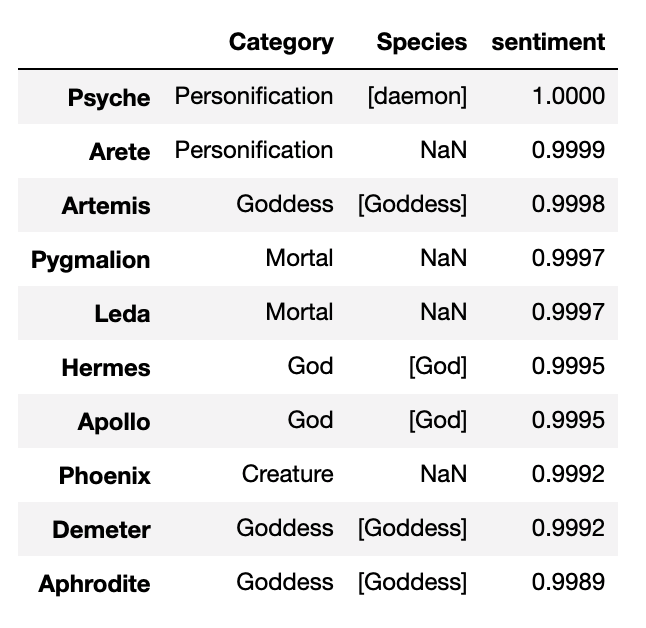 Category Species sentiment
Psyche Personification [daemon] 1.0000
Arete Personification NaN 0.9999
Artemis Goddess [Goddess] 0.9998
Pygmalion Mortal NaN 0.9997
Leda Mortal NaN 0.9997
Hermes God [God] 0.9995
Apollo God [God] 0.9995
Phoenix Creature NaN 0.9992
Demeter Goddess [Goddess] 0.9992
Aphrodite Goddess [Goddess] 0.9989